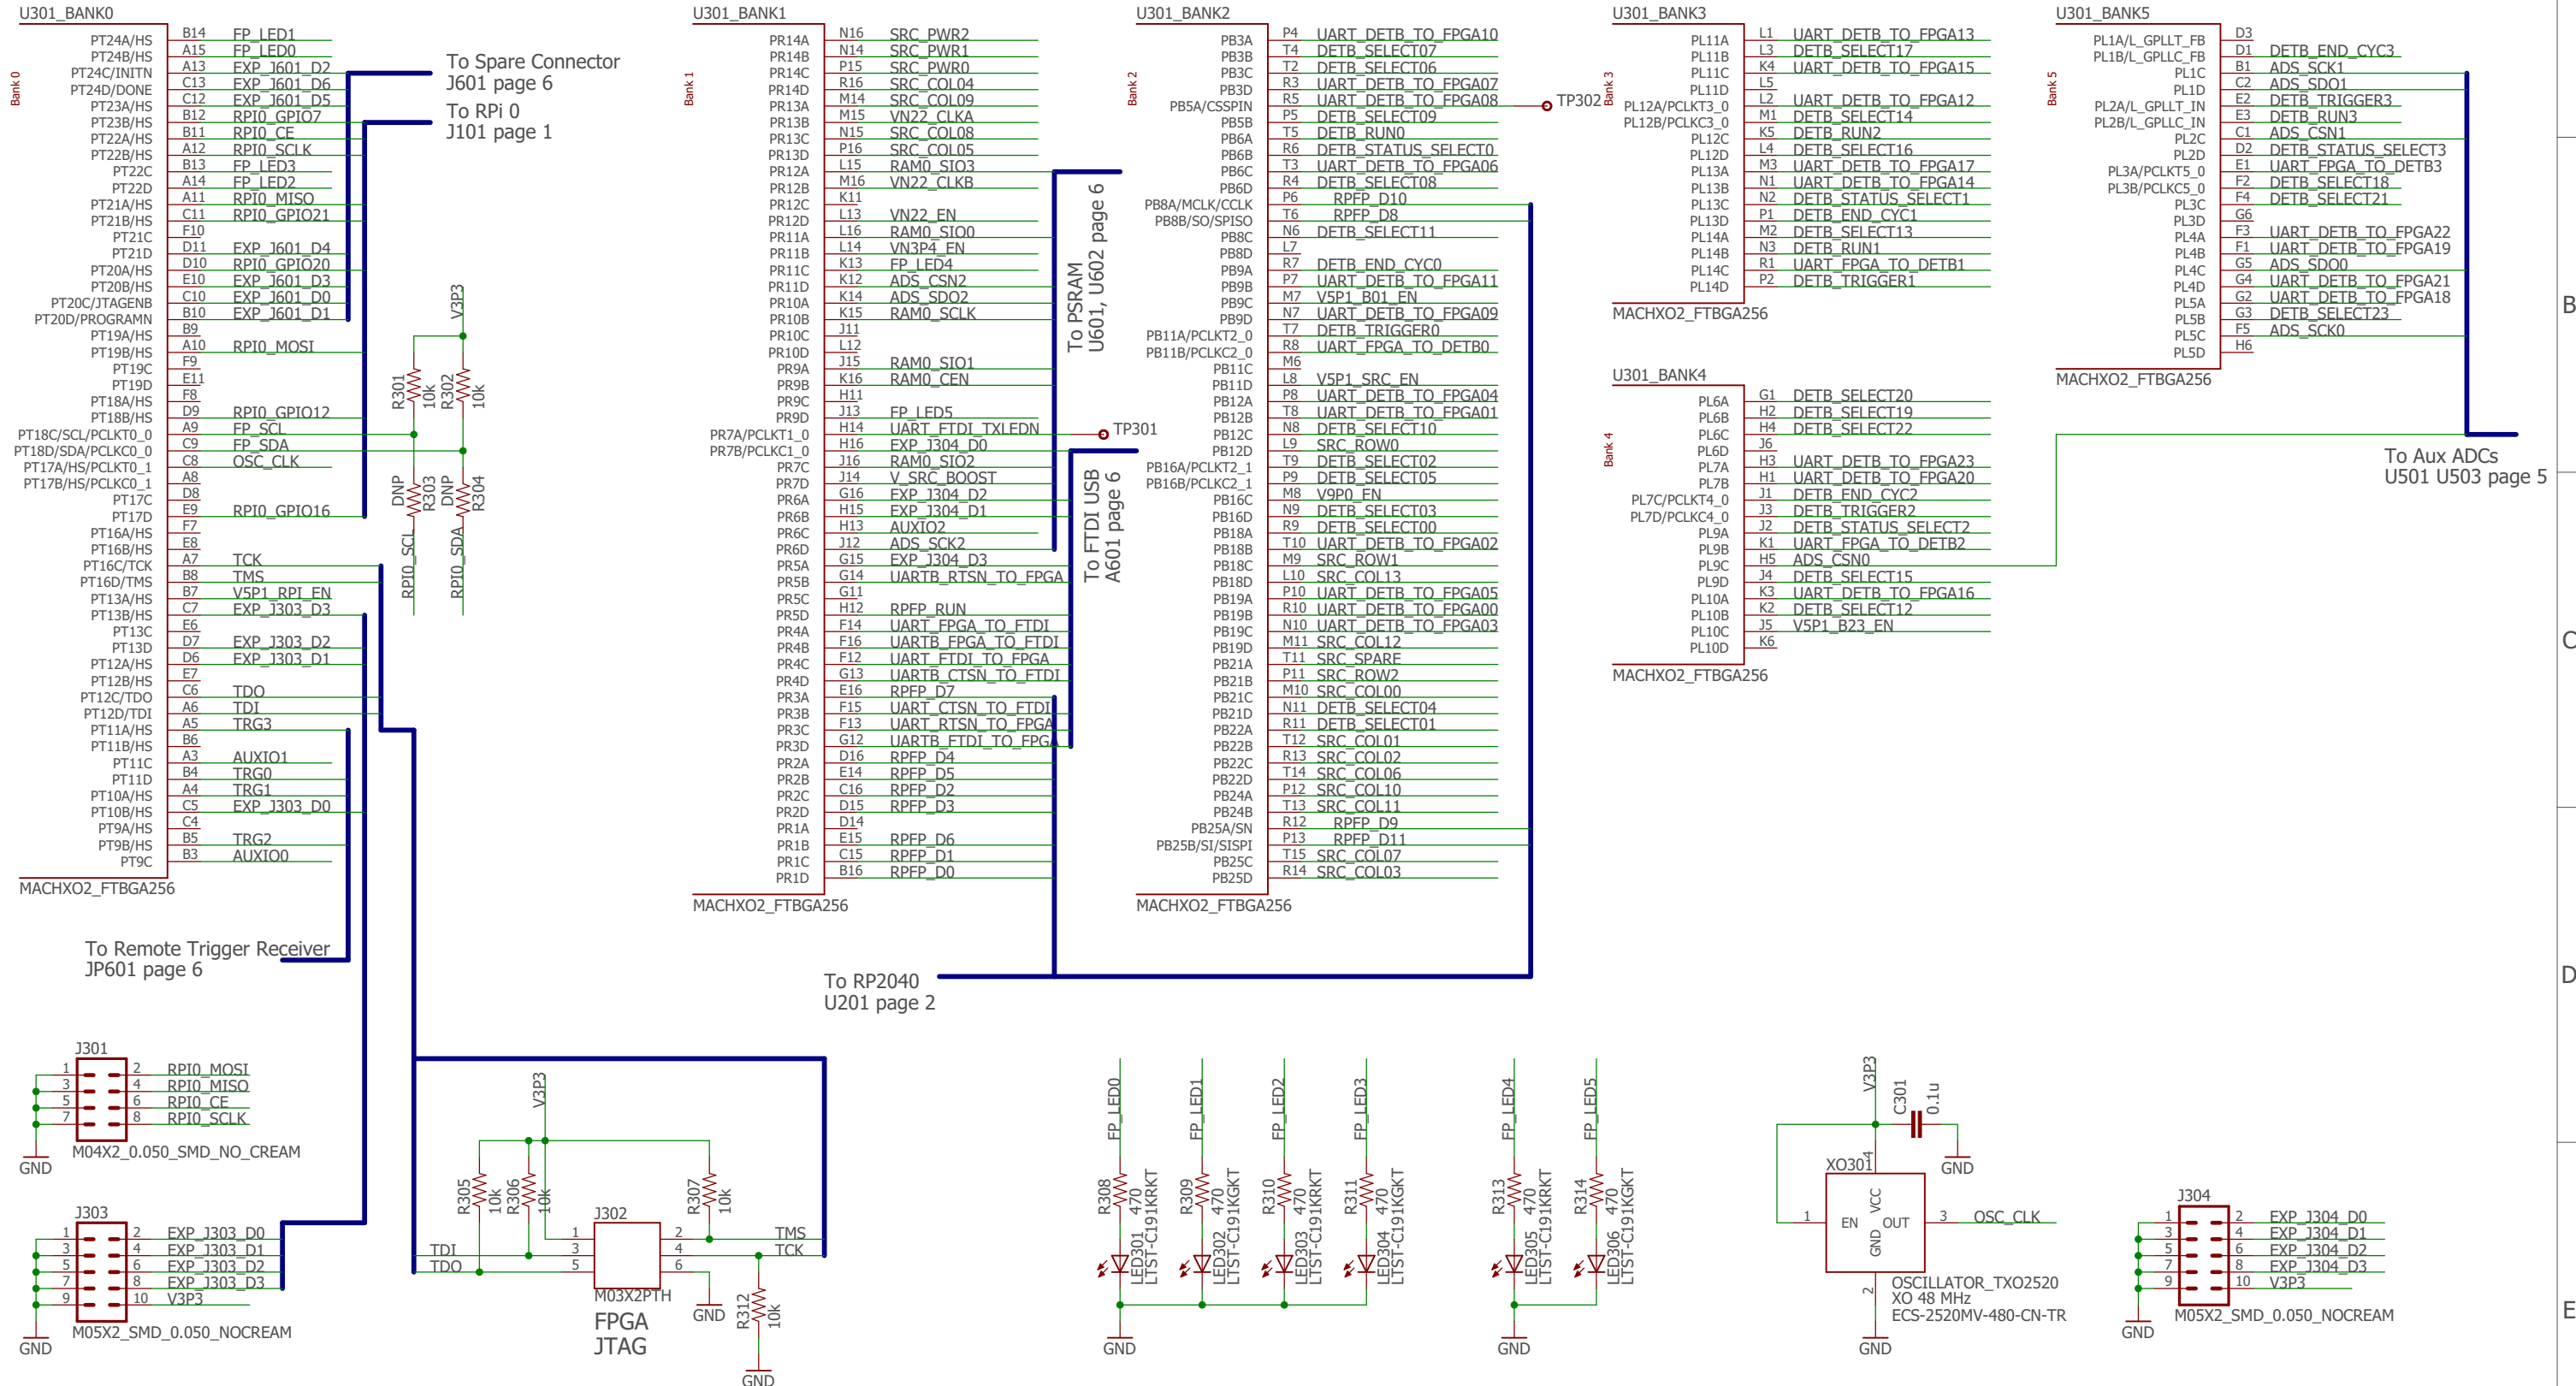 U301_BANK0
Bank 0
PT24A/HS B14 FP_LED1
PT24B/HS A15 FP_LED0
PT24C/INITN A13 EXP_J601_D2
PT24D/DONE C13 EXP_J601_D6
PT23A/HS C12 EXP_J601_D5
PT23B/HS B12 RPI0_GPIO7
PT22A/HS B11 RPI0_CE
PT22B/HS A12 RPI0_SCLK
PT22C B13 FP_LED3
PT22D A14 FP_LED2
PT21A/HS A11 RPI0_MISO
PT21B/HS C11 RPI0_GPIO21
PT21C F10
PT21D D11 EXP_J601_D4
PT20A/HS D10 RPI0_GPIO20
PT20B/HS E10 EXP_J601_D3
PT20C/JTAGENB C10 EXP_J601_D0
PT20D/PROGRAMN B10 EXP_J601_D1
PT19A/HS B9
PT19B/HS A10 RPI0_MOSI
PT19C F9
PT19D E11
PT18A/HS F8
PT18B/HS D9 RPI0_GPIO12
PT18C/SCL/PCLKT0_0 A9 FP_SCL
PT18D/SDA/PCLKC0_0 C9 FP_SDA
PT17A/HS/PCLKT0_1 C8 OSC_CLK
PT17B/HS/PCLKC0_1 A8
PT17C D8
PT17D E9 RPI0_GPIO16
PT16A/HS F7
PT16B/HS E8
PT16C/TCK A7 TCK
PT16D/TMS B8 TMS
PT13A/HS B7 V5P1_RPI_EN
PT13B/HS C7 EXP_J303_D3
PT13C E6
PT13D D7 EXP_J303_D2
PT12A/HS D6 EXP_J303_D1
PT12B/HS E7
PT12C/TDO C6 TDO
PT12D/TDI A6 TDI
PT11A/HS A5 TRG3
PT11B/HS B6
PT11C A3 AUXIO1
PT11D B4 TRG0
PT10A/HS A4 TRG1
PT10B/HS C5 EXP_J303_D0
PT9A/HS C4
PT9B/HS B5 TRG2
PT9C B3 AUXIO0
MACHXO2_FTBGA256
To Spare Connector
J601 page 6
To RPi 0
J101 page 1
V3P3
R301
10k
R302
10k
DNP
R303
DNP
R304
RPI0_SCL
RPI0_SDA
To Remote Trigger Receiver
JP601 page 6
U301_BANK1
Bank 1
PR14A N16 SRC_PWR2
PR14B N14 SRC_PWR1
PR14C P15 SRC_PWR0
PR14D R16 SRC_COL04
PR13A M14 SRC_COL09
PR13B M15 VN22_CLKA
PR13C N15 SRC_COL08
PR13D P16 SRC_COL05
PR12A L15 RAM0_SIO3
PR12B M16 VN22_CLKB
PR12C K11
PR12D L13 VN22_EN
PR11A L16 RAM0_SIO0
PR11B L14 VN3P4_EN
PR11C K13 FP_LED4
PR11D K12 ADS_CSN2
PR10A K14 ADS_SDO2
PR10B K15 RAM0_SCLK
PR10C J11
PR10D L12
PR9A J15 RAM0_SIO1
PR9B K16 RAM0_CEN
PR9C H11
PR9D J13 FP_LED5
PR7A/PCLKT1_0 H14 UART_FTDI_TXLEDN
PR7B/PCLKC1_0 H16 EXP_J304_D0
PR7C J16 RAM0_SIO2
PR7D J14 V_SRC_BOOST
PR6A G16 EXP_J304_D2
PR6B H15 EXP_J304_D1
PR6C H13 AUXIO2
PR6D J12 ADS_SCK2
PR5A G15 EXP_J304_D3
PR5B G14 UARTB_RTSN_TO_FPGA
PR5C G11
PR5D H12 RPFP_RUN
PR4A F14 UART_FPGA_TO_FTDI
PR4B F16 UARTB_FPGA_TO_FTDI
PR4C F12 UART_FTDI_TO_FPGA
PR4D G13 UARTB_CTSN_TO_FTDI
PR3A E16 RPFP_D7
PR3B F15 UART_CTSN_TO_FTDI
PR3C F13 UART_RTSN_TO_FPGA
PR3D G12 UARTB_FTDI_TO_FPGA
PR2A D16 RPFP_D4
PR2B E14 RPFP_D5
PR2C C16 RPFP_D2
PR2D D15 RPFP_D3
PR1A D14
PR1B E15 RPFP_D6
PR1C C15 RPFP_D1
PR1D B16 RPFP_D0
MACHXO2_FTBGA256
To PSRAM
U601, U602 page 6
TP301
To FTDI USB
A601 page 6
To RP2040
U201 page 2
U301_BANK2
Bank 2
PB3A P4 UART_DETB_TO_FPGA10
PB3B T4 DETB_SELECT07
PB3C T2 DETB_SELECT06
PB3D R3 UART_DETB_TO_FPGA07
PB5A/CSSPIN R5 UART_DETB_TO_FPGA08
PB5B P5 DETB_SELECT09
PB6A T5 DETB_RUN0
PB6B R6 DETB_STATUS_SELECT0
PB6C T3 UART_DETB_TO_FPGA06
PB6D R4 DETB_SELECT08
PB8A/MCLK/CCLK P6 RPFP_D10
PB8B/SO/SPISO T6 RPFP_D8
PB8C N6 DETB_SELECT11
PB8D L7
PB9A R7 DETB_END_CYC0
PB9B P7 UART_DETB_TO_FPGA11
PB9C M7 V5P1_B01_EN
PB9D N7 UART_DETB_TO_FPGA09
PB11A/PCLKT2_0 T7 DETB_TRIGGER0
PB11B/PCLKC2_0 R8 UART_FPGA_TO_DETB0
PB11C M6
PB11D L8 V5P1_SRC_EN
PB12A P8 UART_DETB_TO_FPGA04
PB12B T8 UART_DETB_TO_FPGA01
PB12C N8 DETB_SELECT10
PB12D L9 SRC_ROW0
PB16A/PCLKT2_1 T9 DETB_SELECT02
PB16B/PCLKC2_1 P9 DETB_SELECT05
PB16C M8 V9P0_EN
PB16D N9 DETB_SELECT03
PB18A R9 DETB_SELECT00
PB18B T10 UART_DETB_TO_FPGA02
PB18C M9 SRC_ROW1
PB18D L10 SRC_COL13
PB19A P10 UART_DETB_TO_FPGA05
PB19B R10 UART_DETB_TO_FPGA00
PB19C N10 UART_DETB_TO_FPGA03
PB19D M11 SRC_COL12
PB21A T11 SRC_SPARE
PB21B P11 SRC_ROW2
PB21C M10 SRC_COL00
PB21D N11 DETB_SELECT04
PB22A R11 DETB_SELECT01
PB22B T12 SRC_COL01
PB22C R13 SRC_COL02
PB22D T14 SRC_COL06
PB24A P12 SRC_COL10
PB24B T13 SRC_COL11
PB25A/SN R12 RPFP_D9
PB25B/SI/SISPI P13 RPFP_D11
PB25C T15 SRC_COL07
PB25D R14 SRC_COL03
MACHXO2_FTBGA256
TP302
U301_BANK3
Bank 3
PL11A L1 UART_DETB_TO_FPGA13
PL11B L3 DETB_SELECT17
PL11C K4 UART_DETB_TO_FPGA15
PL11D L5
PL12A/PCLKT3_0 L2 UART_DETB_TO_FPGA12
PL12B/PCLKC3_0 M1 DETB_SELECT14
PL12C K5 DETB_RUN2
PL12D L4 DETB_SELECT16
PL13A M3 UART_DETB_TO_FPGA17
PL13B N1 UART_DETB_TO_FPGA14
PL13C N2 DETB_STATUS_SELECT1
PL13D P1 DETB_END_CYC1
PL14A M2 DETB_SELECT13
PL14B N3 DETB_RUN1
PL14C R1 UART_FPGA_TO_DETB1
PL14D P2 DETB_TRIGGER1
MACHXO2_FTBGA256
U301_BANK4
Bank 4
PL6A G1 DETB_SELECT20
PL6B H2 DETB_SELECT19
PL6C H4 DETB_SELECT22
PL6D J6
PL7A H3 UART_DETB_TO_FPGA23
PL7B H1 UART_DETB_TO_FPGA20
PL7C/PCLKT4_0 J1 DETB_END_CYC2
PL7D/PCLKC4_0 J3 DETB_TRIGGER2
PL9A J2 DETB_STATUS_SELECT2
PL9B K1 UART_FPGA_TO_DETB2
PL9C H5 ADS_CSN0
PL9D J4 DETB_SELECT15
PL10A K3 UART_DETB_TO_FPGA16
PL10B K2 DETB_SELECT12
PL10C J5 V5P1_B23_EN
PL10D K6
MACHXO2_FTBGA256
U301_BANK5
Bank 5
PL1A/L_GPLLT_FB D3
PL1B/L_GPLLC_FB D1 DETB_END_CYC3
PL1C B1 ADS_SCK1
PL1D C2 ADS_SDO1
PL2A/L_GPLLT_IN E2 DETB_TRIGGER3
PL2B/L_GPLLC_IN E3 DETB_RUN3
PL2C C1 ADS_CSN1
PL2D D2 DETB_STATUS_SELECT3
PL3A/PCLKT5_0 E1 UART_FPGA_TO_DETB3
PL3B/PCLKC5_0 F2 DETB_SELECT18
PL3C F4 DETB_SELECT21
PL3D G6
PL4A F3 UART_DETB_TO_FPGA22
PL4B F1 UART_DETB_TO_FPGA19
PL4C G5 ADS_SDO0
PL4D G4 UART_DETB_TO_FPGA21
PL5A G2 UART_DETB_TO_FPGA18
PL5B G3 DETB_SELECT23
PL5C F5 ADS_SCK0
PL5D H6
MACHXO2_FTBGA256
To Aux ADCs
U501 U503 page 5
B
C
D
E
J301
1 2 RPI0_MOSI
3 4 RPI0_MISO
5 6 RPI0_CE
7 8 RPI0_SCLK
M04X2_0.050_SMD_NO_CREAM
GND
J303
1 2 EXP_J303_D0
3 4 EXP_J303_D1
5 6 EXP_J303_D2
7 8 EXP_J303_D3
9 10 V3P3
M05X2_SMD_0.050_NOCREAM
GND
V3P3
R305
10k
R306
10k
R307
10k
J302
1 2 TMS
TDI 3 4 TCK
TDO 5 6
M03X2PTH
FPGA
JTAG
GND
R312
10k
GND
FP_LED0
R308
470
LED301
LTST-C191KRKT
FP_LED1
R309
470
LED302
LTST-C191KGKT
FP_LED2
R310
470
LED303
LTST-C191KRKT
FP_LED3
R311
470
LED304
LTST-C191KGKT
GND
FP_LED4
R313
470
LED305
LTST-C191KRKT
FP_LED5
R314
470
LED306
LTST-C191KGKT
GND
V3P3
C301
0.1u
GND
XO301
4
VCC
1 EN OUT 3 OSC_CLK
GND
2
OSCILLATOR_TXO2520
XO 48 MHz
ECS-2520MV-480-CN-TR
GND
J304
1 2 EXP_J304_D0
3 4 EXP_J304_D1
5 6 EXP_J304_D2
7 8 EXP_J304_D3
9 10 V3P3
M05X2_SMD_0.050_NOCREAM
GND